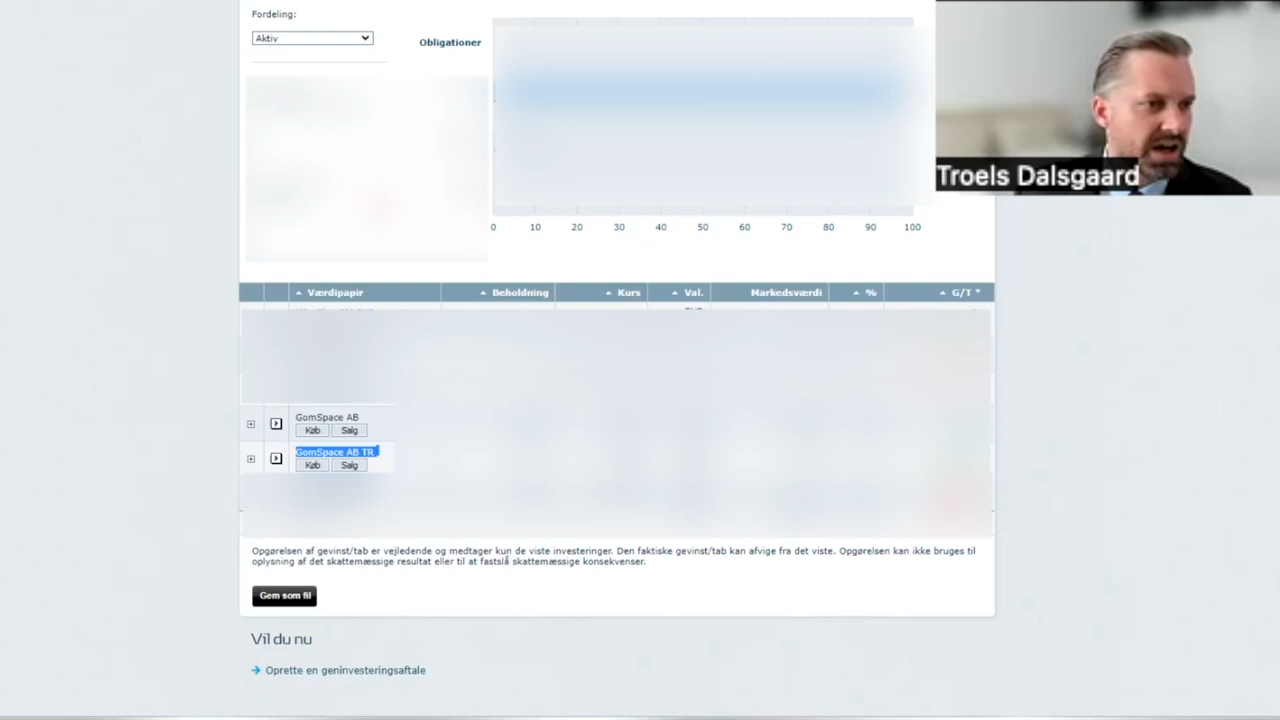 Fordeling:
Aktiv
Obligationer
Troels Dalsgaard
0 10 20 30 40 50 60 70 80 90 100
Værdipapir Beholdning Kurs Val. Markedsværdi % G/T *
GomSpace AB
Køb Salg
GomSpace AB TR
Køb Salg
Opgørelsen af gevinst/tab er vejledende og medtager kun de viste investeringer. Den faktiske gevinst/tab kan afvige fra det viste. Opgørelsen kan ikke bruges til
oplysning af det skattemæssige resultat eller til at fastslå skattemæssige konsekvenser.
Gem som fil
Vil du nu
Oprette en geninvesteringsaftale